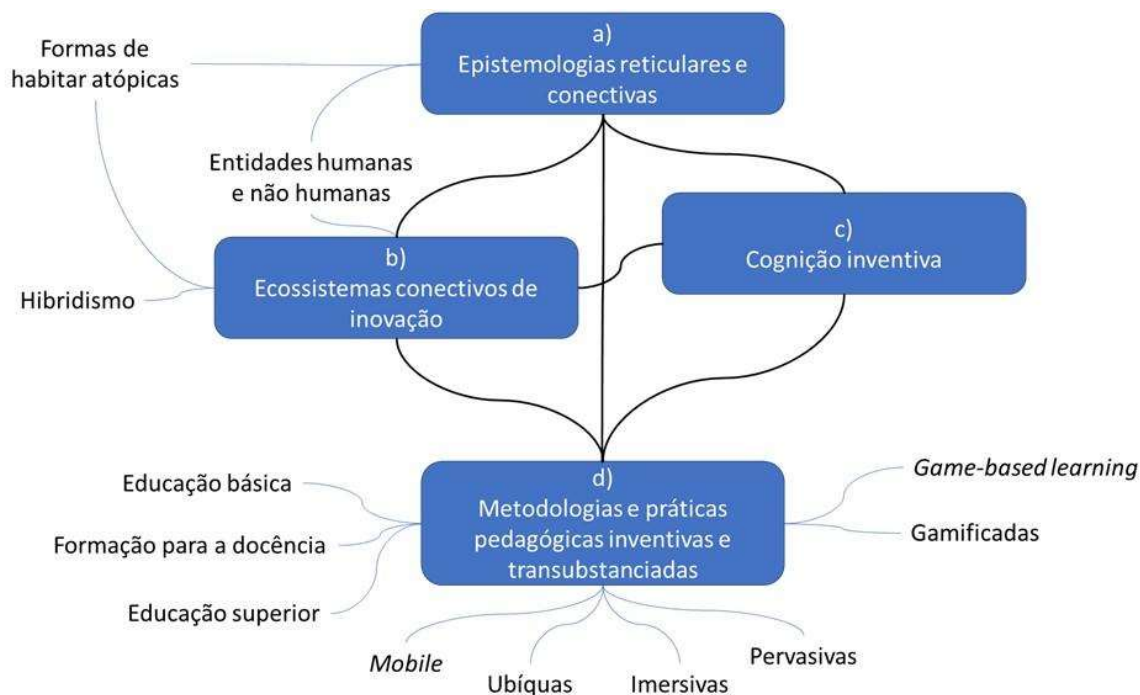 a)
Epistemologias reticulares e
conectivas
Formas de
habitar atópicas
Entidades humanas
e não humanas
c)
Cognição inventiva
b)
Ecossistemas conectivos de
inovação
Hibridismo
d)
Metodologias e práticas
pedagógicas inventivas e
transubstanciadas
Educação básica
Formação para a docência
Educação superior
Game-based learning
Gamificadas
Mobile
Ubíquas
Imersivas
Pervasivas